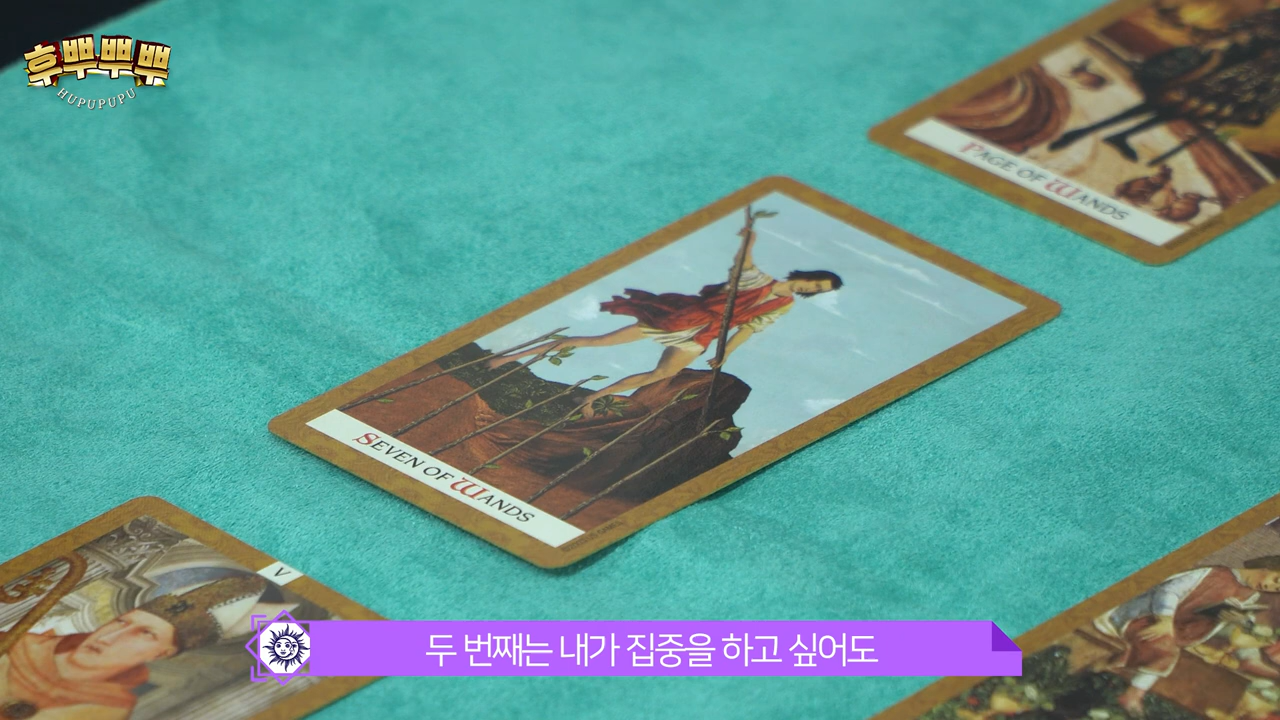 후뿌뿌뿌
HUPUPUPU
PAGE OF WANDS
SEVEN OF WANDS
V
두 번째는 내가 집중을 하고 싶어도